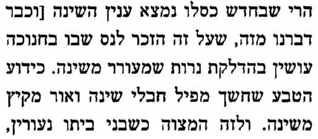 הרי שבחדש כסלו נמצא ענין השינה [וכבר
דברנו מזה, שעל זה הזכר לנס שבו בחנוכה
עושין בהדלקת נרות שמעורר משינה. כידוע
הטבע שחשך מפיל חבלי שינה ואור מקיץ
משינה. ולזה המצוה כשבני ביתו נעורין,